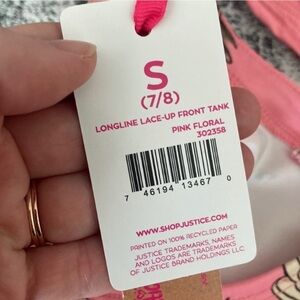 S
(7/8)
LONGLINE LACE-UP FRONT TANK
PINK FLORAL
302358
7 46194 13467 0
WWW.SHOPJUSTICE.COM
PRINTED ON 100% RECYCLED PAPER
JUSTICE TRADEMARKS, NAMES
AND LOGOS ARE TRADEMARKS
OF JUSTICE BRAND HOLDINGS LLC.